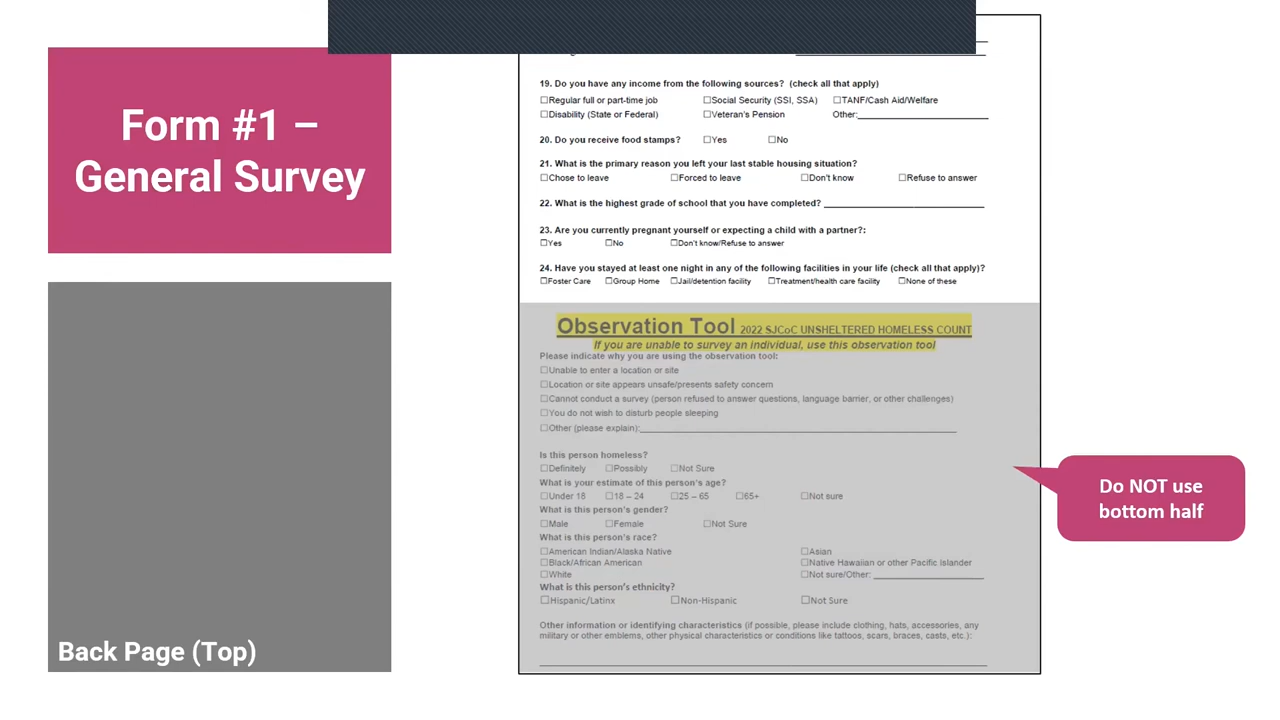 Form #1 –
General Survey
Back Page (Top)
19. Do you have any income from the following sources? (check all that apply)
☐Regular full or part-time job ☐Social Security (SSI, SSA) ☐TANF/Cash Aid/Welfare
☐Disability (State or Federal) ☐Veteran's Pension Other:____________
20. Do you receive food stamps? ☐Yes ☐No
21. What is the primary reason you left your last stable housing situation?
☐Chose to leave ☐Forced to leave ☐Don't know ☐Refuse to answer
22. What is the highest grade of school that you have completed? ____________
23. Are you currently pregnant yourself or expecting a child with a partner?:
☐Yes ☐No ☐Don't know/Refuse to answer
24. Have you stayed at least one night in any of the following facilities in your life (check all that apply)?
☐Foster Care ☐Group Home ☐Jail/detention facility ☐Treatment/health care facility ☐None of these
Observation Tool 2022 SJCoC UNSHELTERED HOMELESS COUNT
If you are unable to survey an individual, use this observation tool
Please indicate why you are using the observation tool:
☐Unable to enter a location or site
☐Location or site appears unsafe/presents safety concern
☐Cannot conduct a survey (person refused to answer questions, language barrier, or other challenges)
☐You do not wish to disturb people sleeping
☐Other (please explain):____________
Is this person homeless?
☐Definitely ☐Possibly ☐Not Sure
What is your estimate of this person's age?
☐Under 18 ☐18 – 24 ☐25 – 65 ☐65+ ☐Not sure
What is this person's gender?
☐Male ☐Female ☐Not Sure
What is this person's race?
☐American Indian/Alaska Native ☐Asian
☐Black/African American ☐Native Hawaiian or other Pacific Islander
☐White ☐Not sure/Other: ____________
What is this person's ethnicity?
☐Hispanic/Latinx ☐Non-Hispanic ☐Not Sure
Other information or identifying characteristics (if possible, please include clothing, hats, accessories, any
military or other emblems, other physical characteristics or conditions like tattoos, scars, braces, casts, etc.):
Do NOT use
bottom half